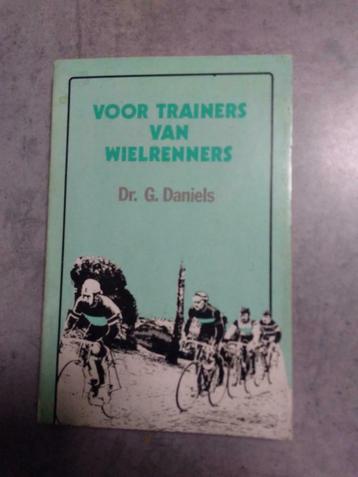 VOOR TRAINERS
VAN
WIELRENNERS
Dr. G. Daniels